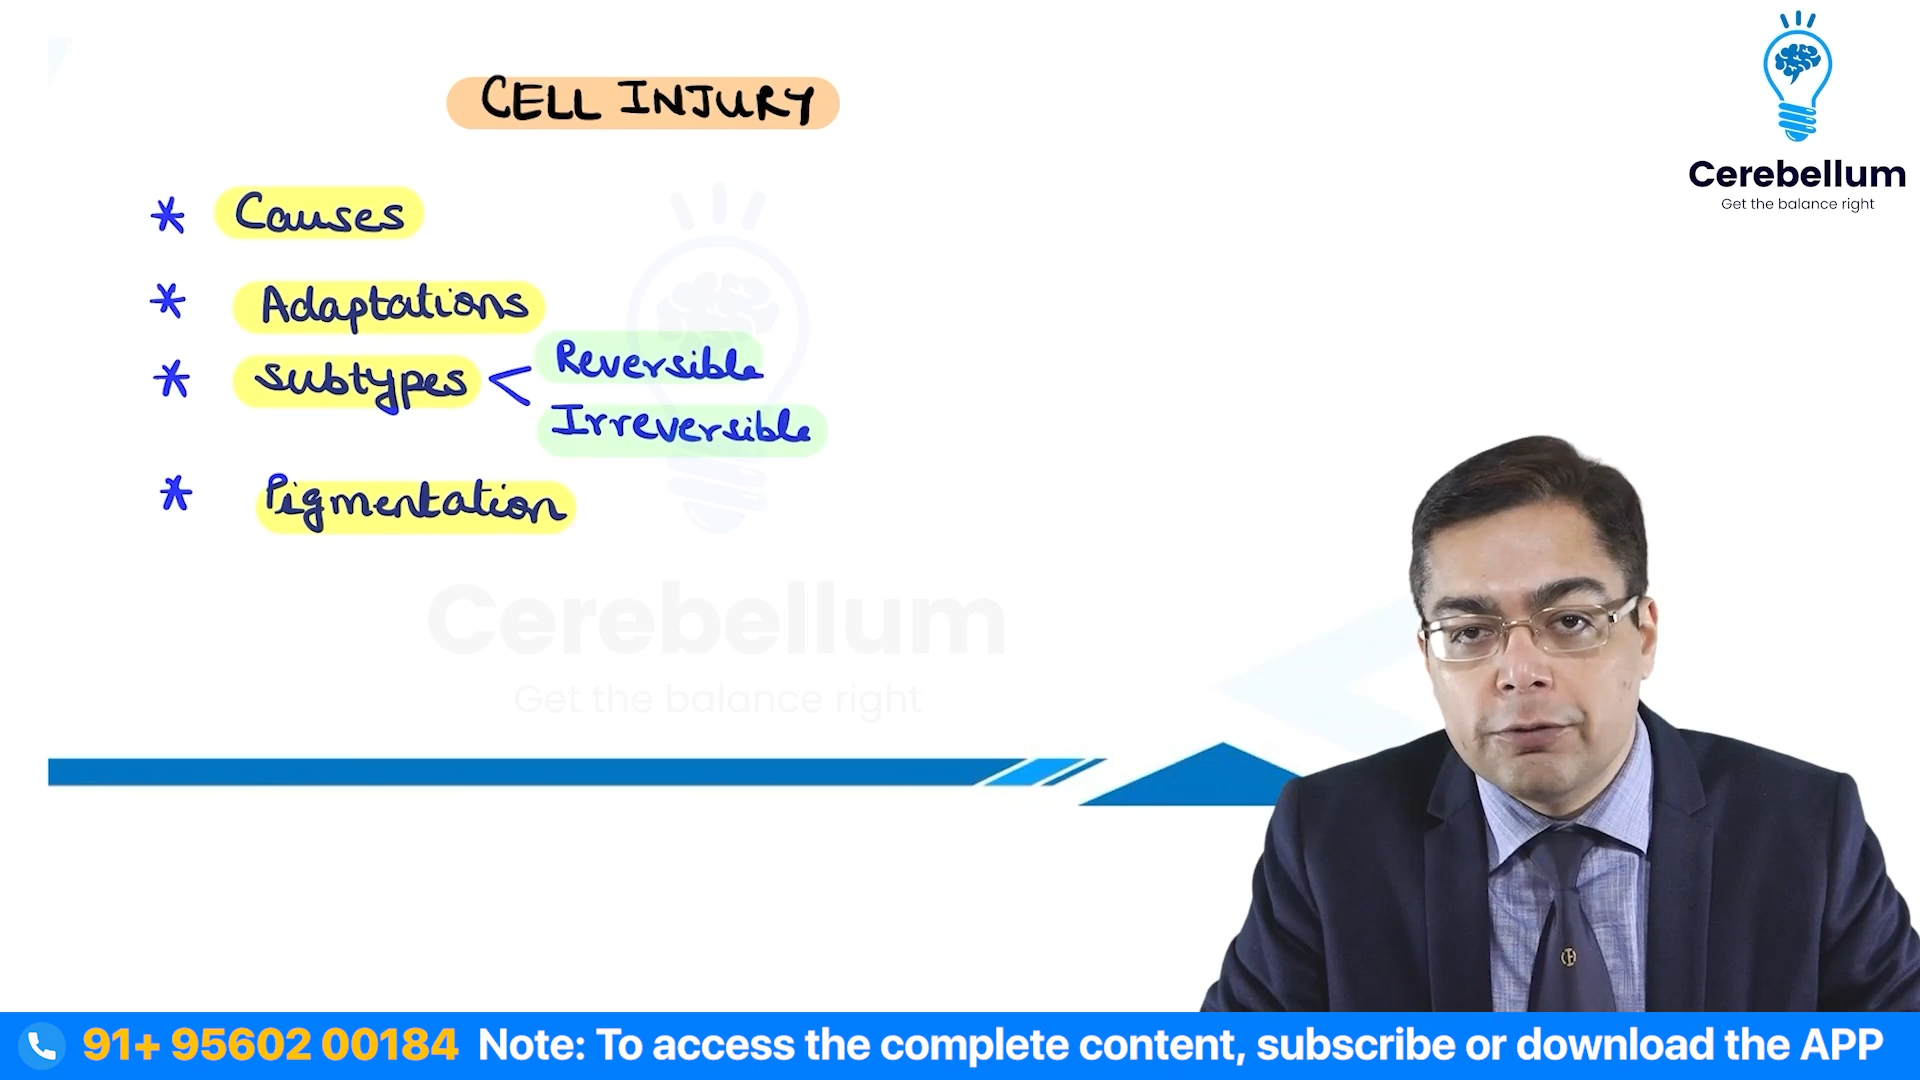 CELL INJURY
Cerebellum
Get the balance right
* Causes
* Adaptations
* Subtypes < Reversible
Irreversible
* Pigmentation
Cerebellum
Get the balance right
91+ 95602 00184 Note: To access the complete content, subscribe or download the APP